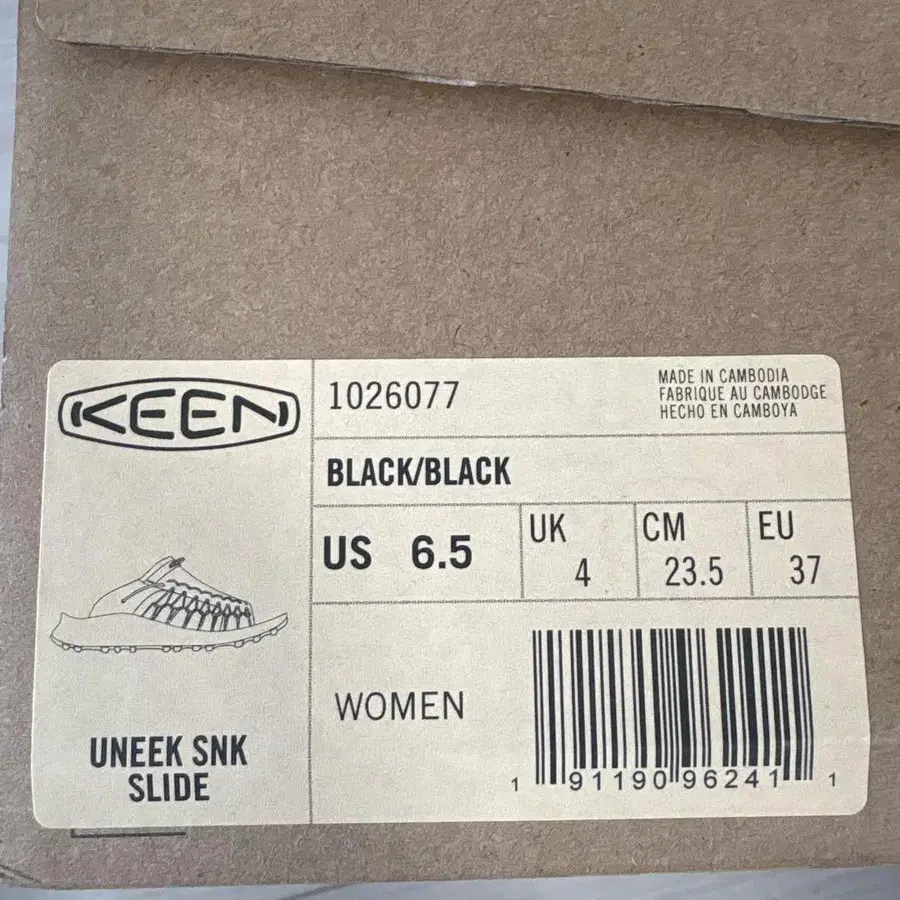 KEEN
1026077
MADE IN CAMBODIA
FABRIQUE AU CAMBODGE
HECHO EN CAMBOYA
BLACK/BLACK
US 6.5
UK 4
CM 23.5
EU 37
WOMEN
UNEEK SNK
SLIDE
1 91190 96241 1